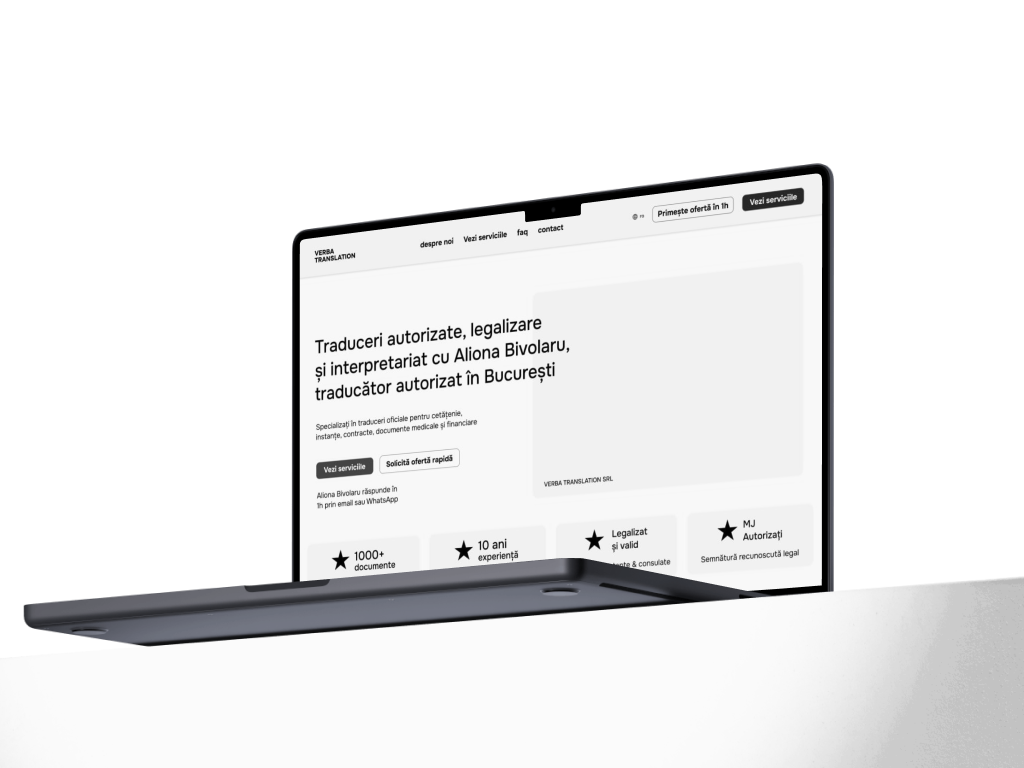 VERBA
TRANSLATION
despre noi
Vezi serviciile
faq
contact
Primește ofertă în 1h
Vezi serviciile
Traduceri autorizate, legalizare
și interpretariat cu Aliona Bivolaru,
traducător autorizat în București
Specializați în traduceri oficiale pentru cetățenie,
instanțe, contracte, documente medicale și financiare
Vezi serviciile
Solicită ofertă rapidă
Aliona Bivolaru răspunde în
1h prin email sau WhatsApp
VERBA TRANSLATION SRL
1000+
documente
10 ani
experiență
Legalizat
și valid
& consulate
MJ
Autorizați
Semnătură recunoscută legal